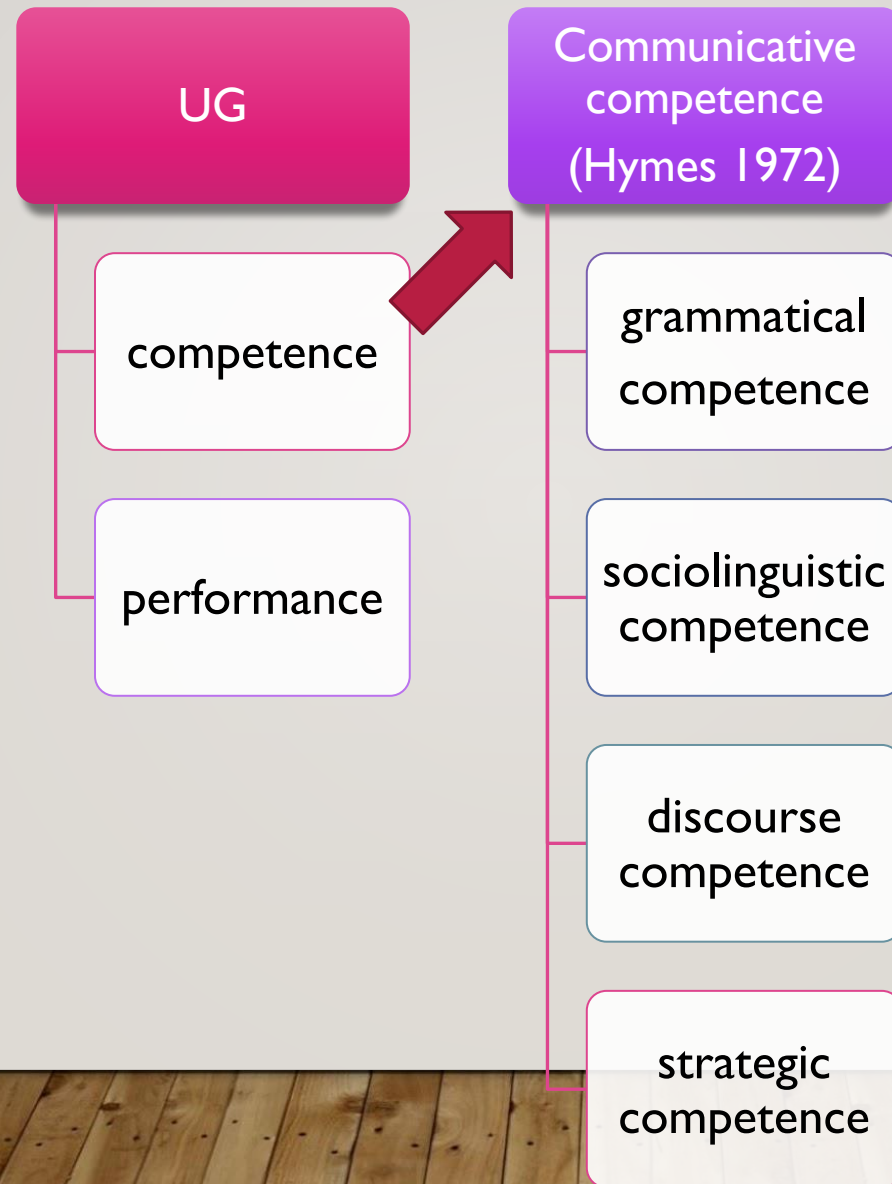 UG
competence
performance
Communicative
competence
(Hymes 1972)
grammatical
competence
sociolinguistic
competence
discourse
competence
strategic
competence